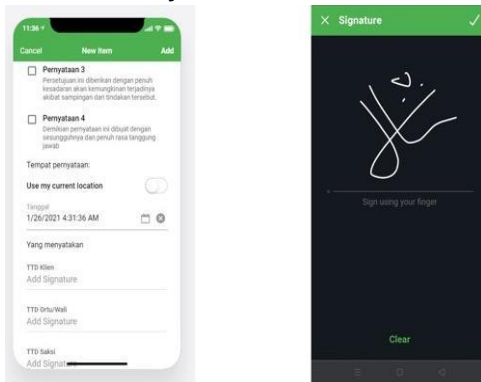 11:36
Cancel New Item Add
Pernyataan 3
Persetujuan ini diberikan dengan penuh
kesadaran akan kemungkinan terjadinya
akibat sampingan dari tindakan tersebut.
Pernyataan 4
Demikian pernyataan ini dibuat dengan
sesungguhnya dan penuh rasa tanggung
jawab
Tempat pernyataan:
Use my current location
Tanggal
1/26/2021 4:31:36 AM
Yang menyatakan
TTD Klien
Add Signature
TTD Ortu/Wali
Add Signature
TTD Saksi
Add Signature
Signature
Sign using your finger
Clear